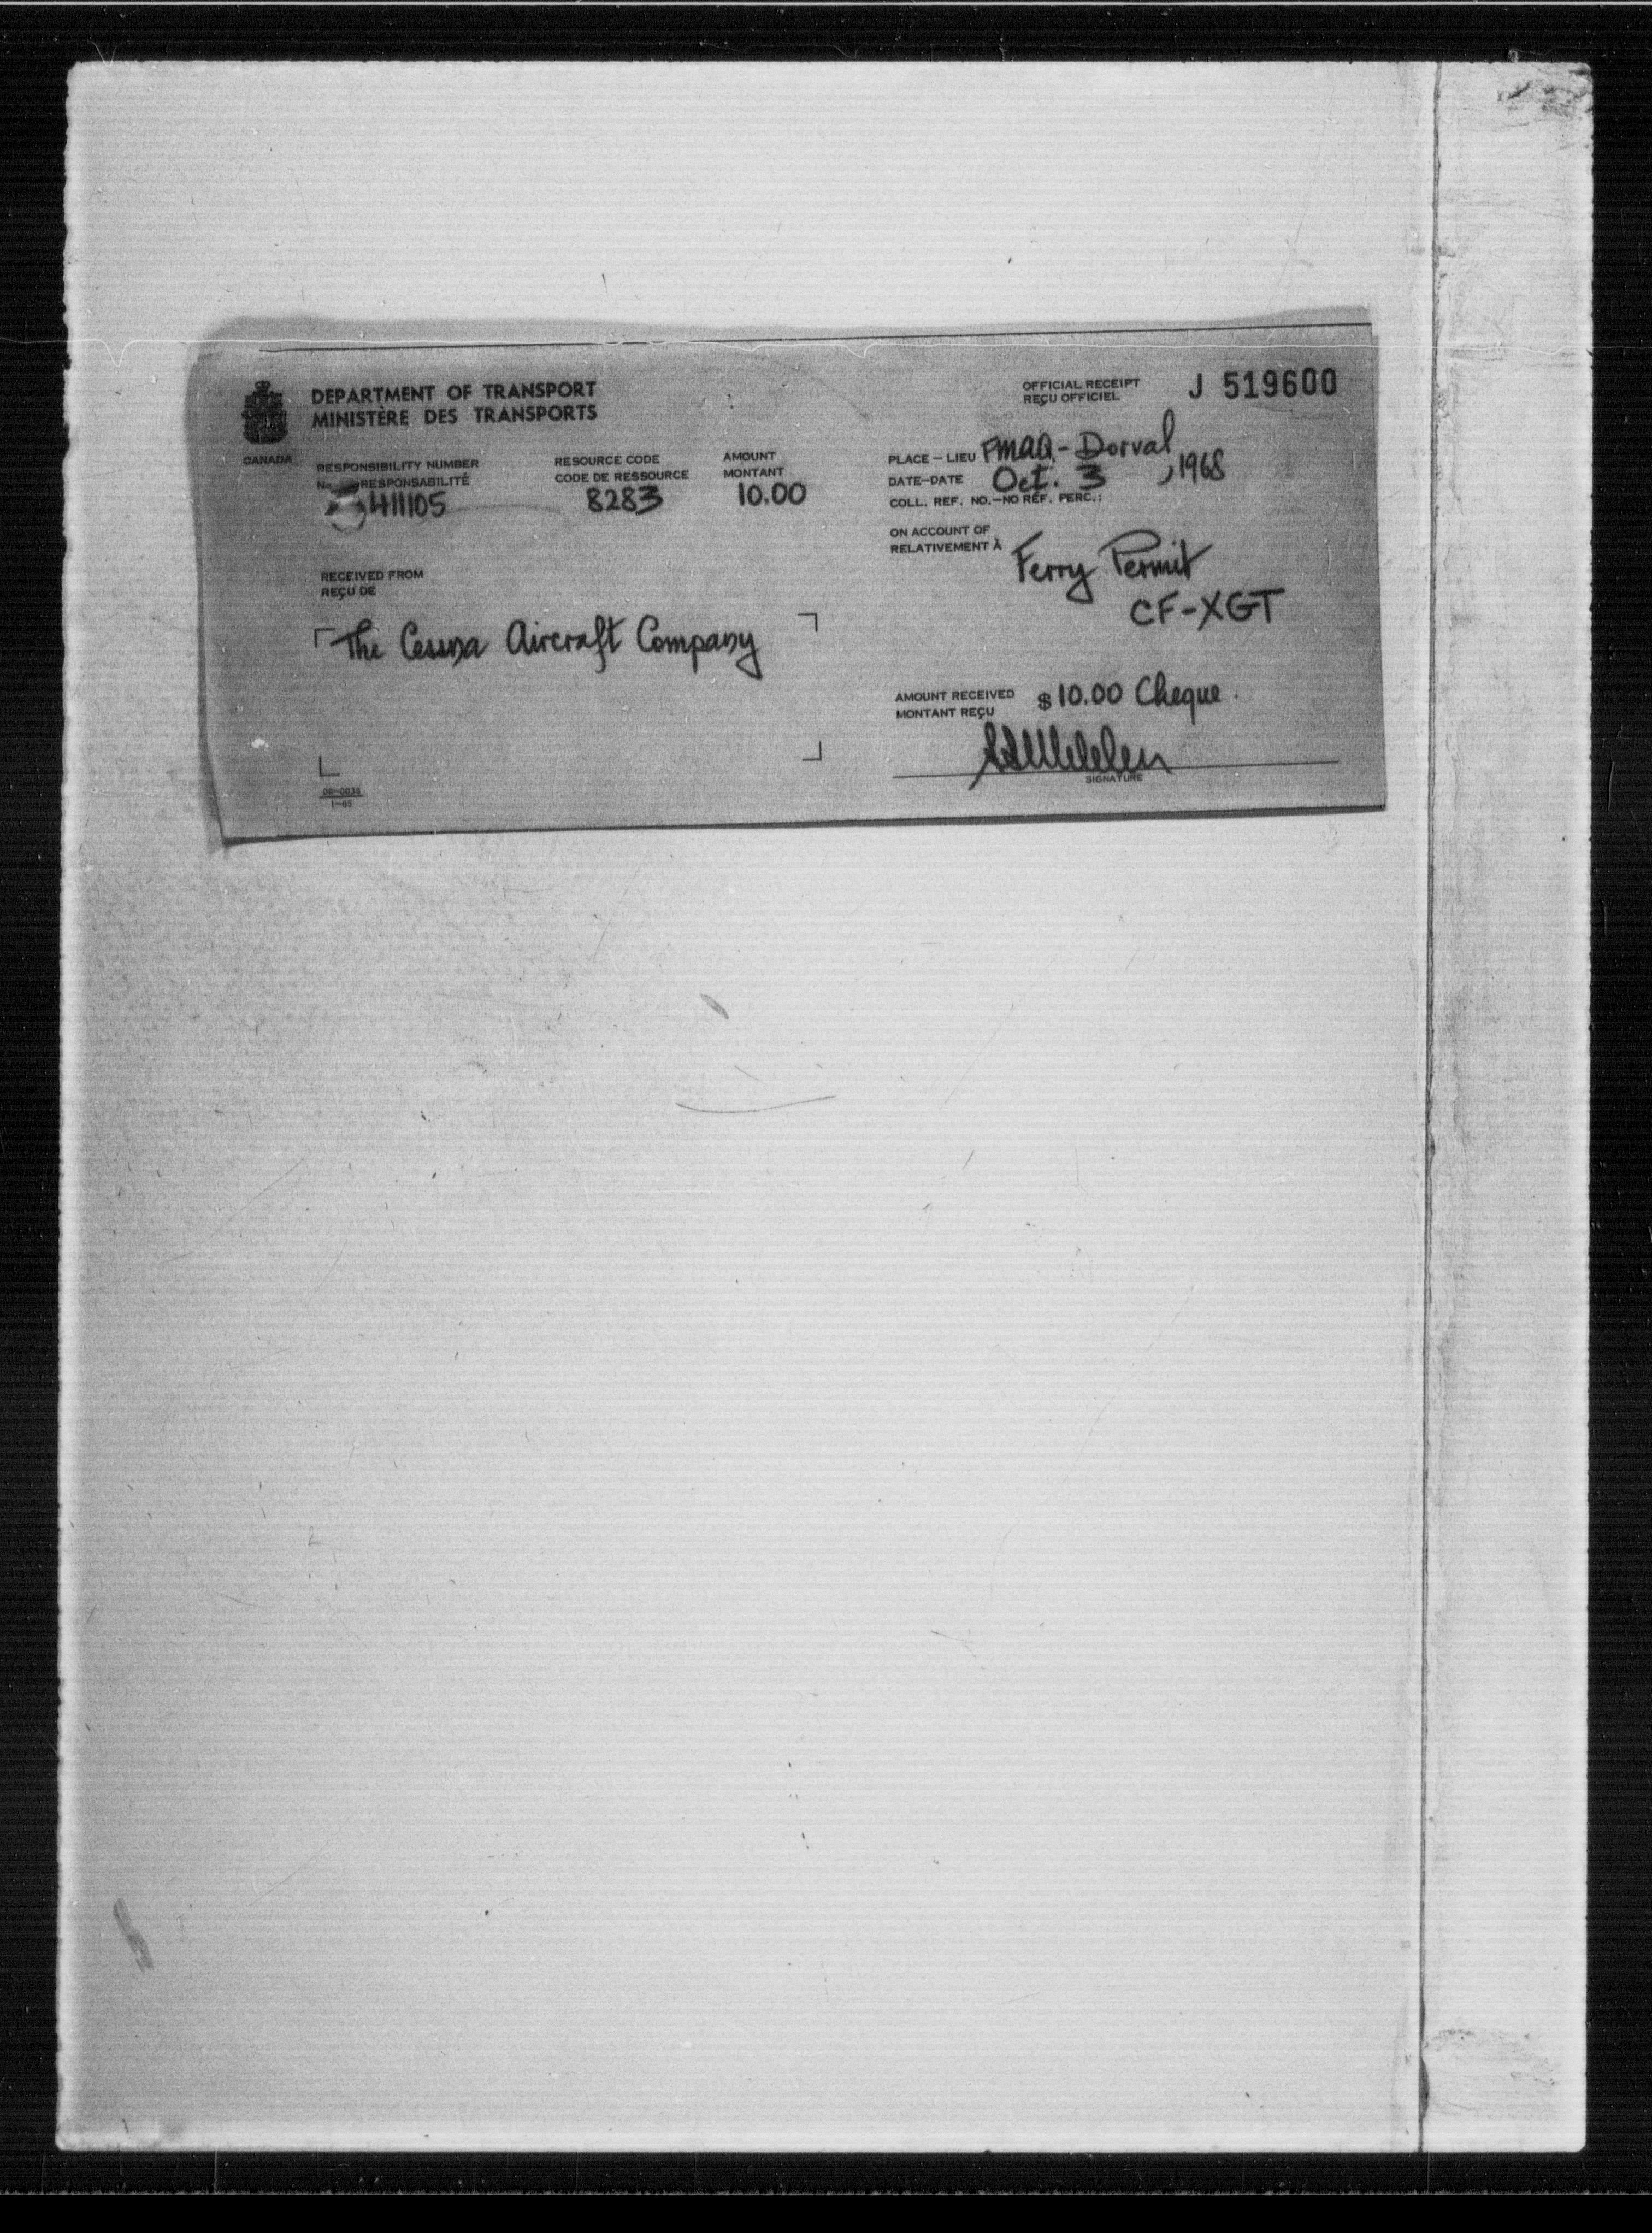 DEPARTMENT OF TRANSPORT
MINISTÈRE DES TRANSPORTS
CANADA
OFFICIAL RECEIPT
REÇU OFFICIEL
J 519600
RESPONSIBILITY NUMBER
RESPONSABILITÉ
411105
RESOURCE CODE
CODE DE RESSOURCE
8283
AMOUNT
MONTANT
10.00
PLACE – LIEU FMAQ - Dorval
DATE–DATE Oct. 3, 1968
COLL. REF. NO.–NO RÉF. PERC.:
ON ACCOUNT OF
RELATIVEMENT À
Ferry Permit
CF-XGT
RECEIVED FROM
REÇU DE
The Cessna Aircraft Company
AMOUNT RECEIVED
MONTANT REÇU
$10.00 Cheque.
SIGNATURE
1-65